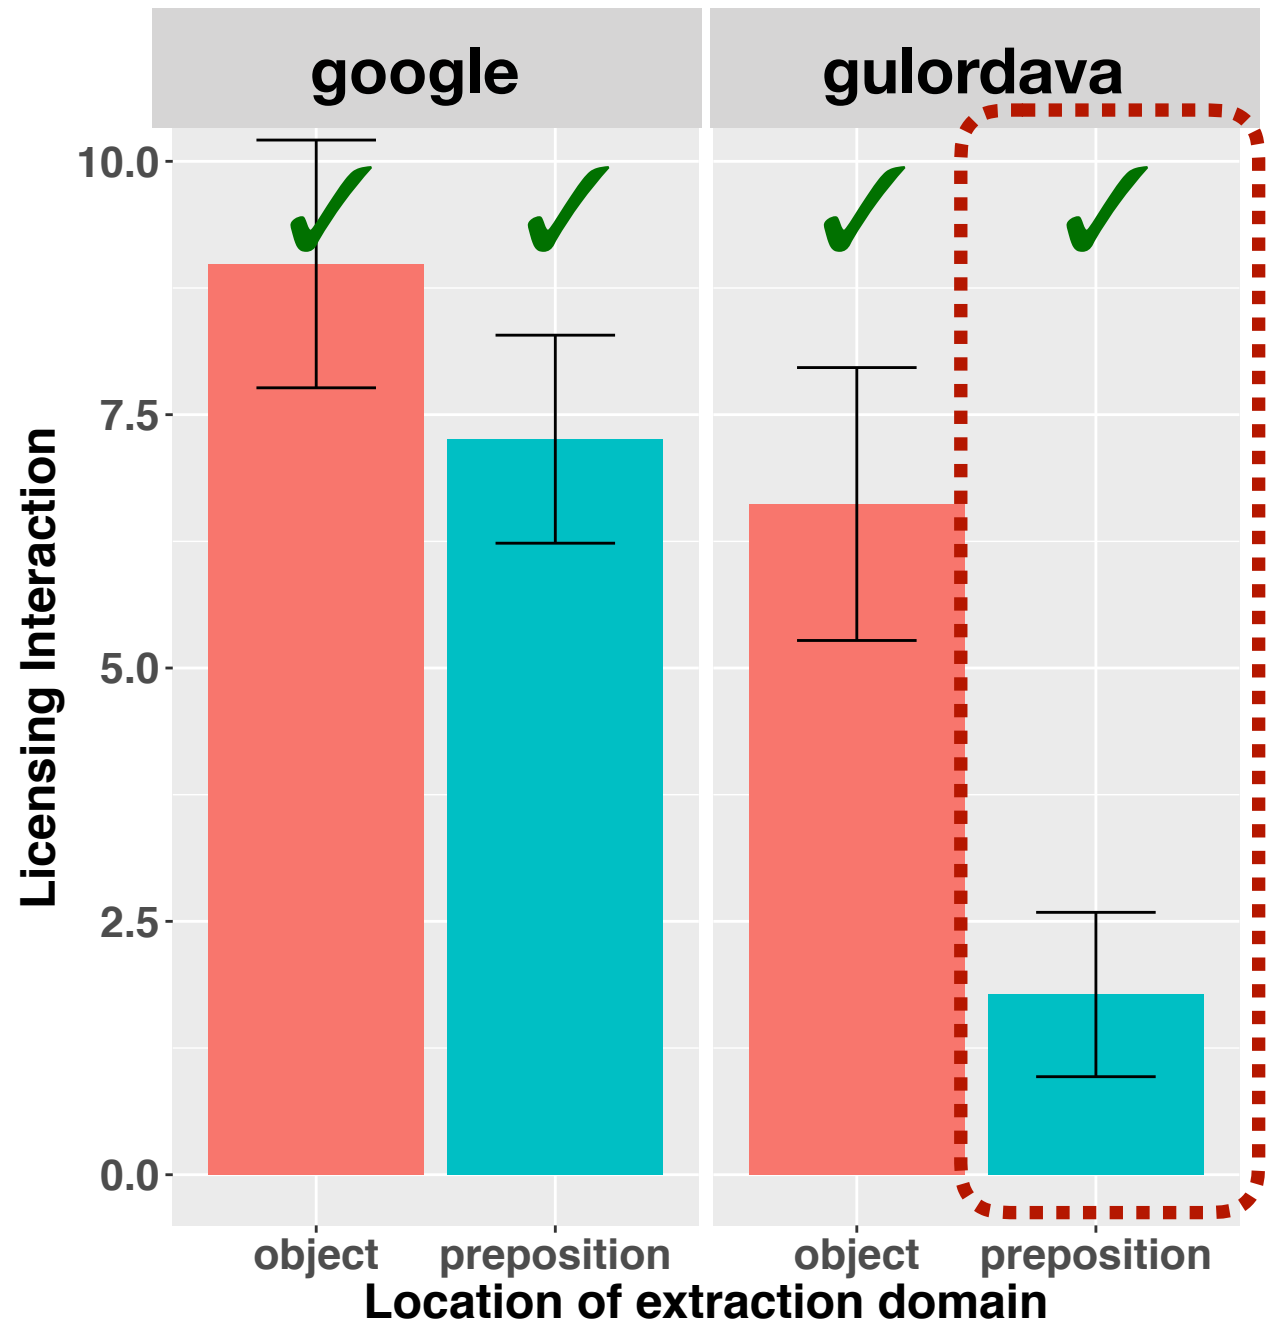 google
gulordava
Licensing Interaction
10.0
7.5
5.0
2.5
0.0
object
preposition
object
preposition
Location of extraction domain